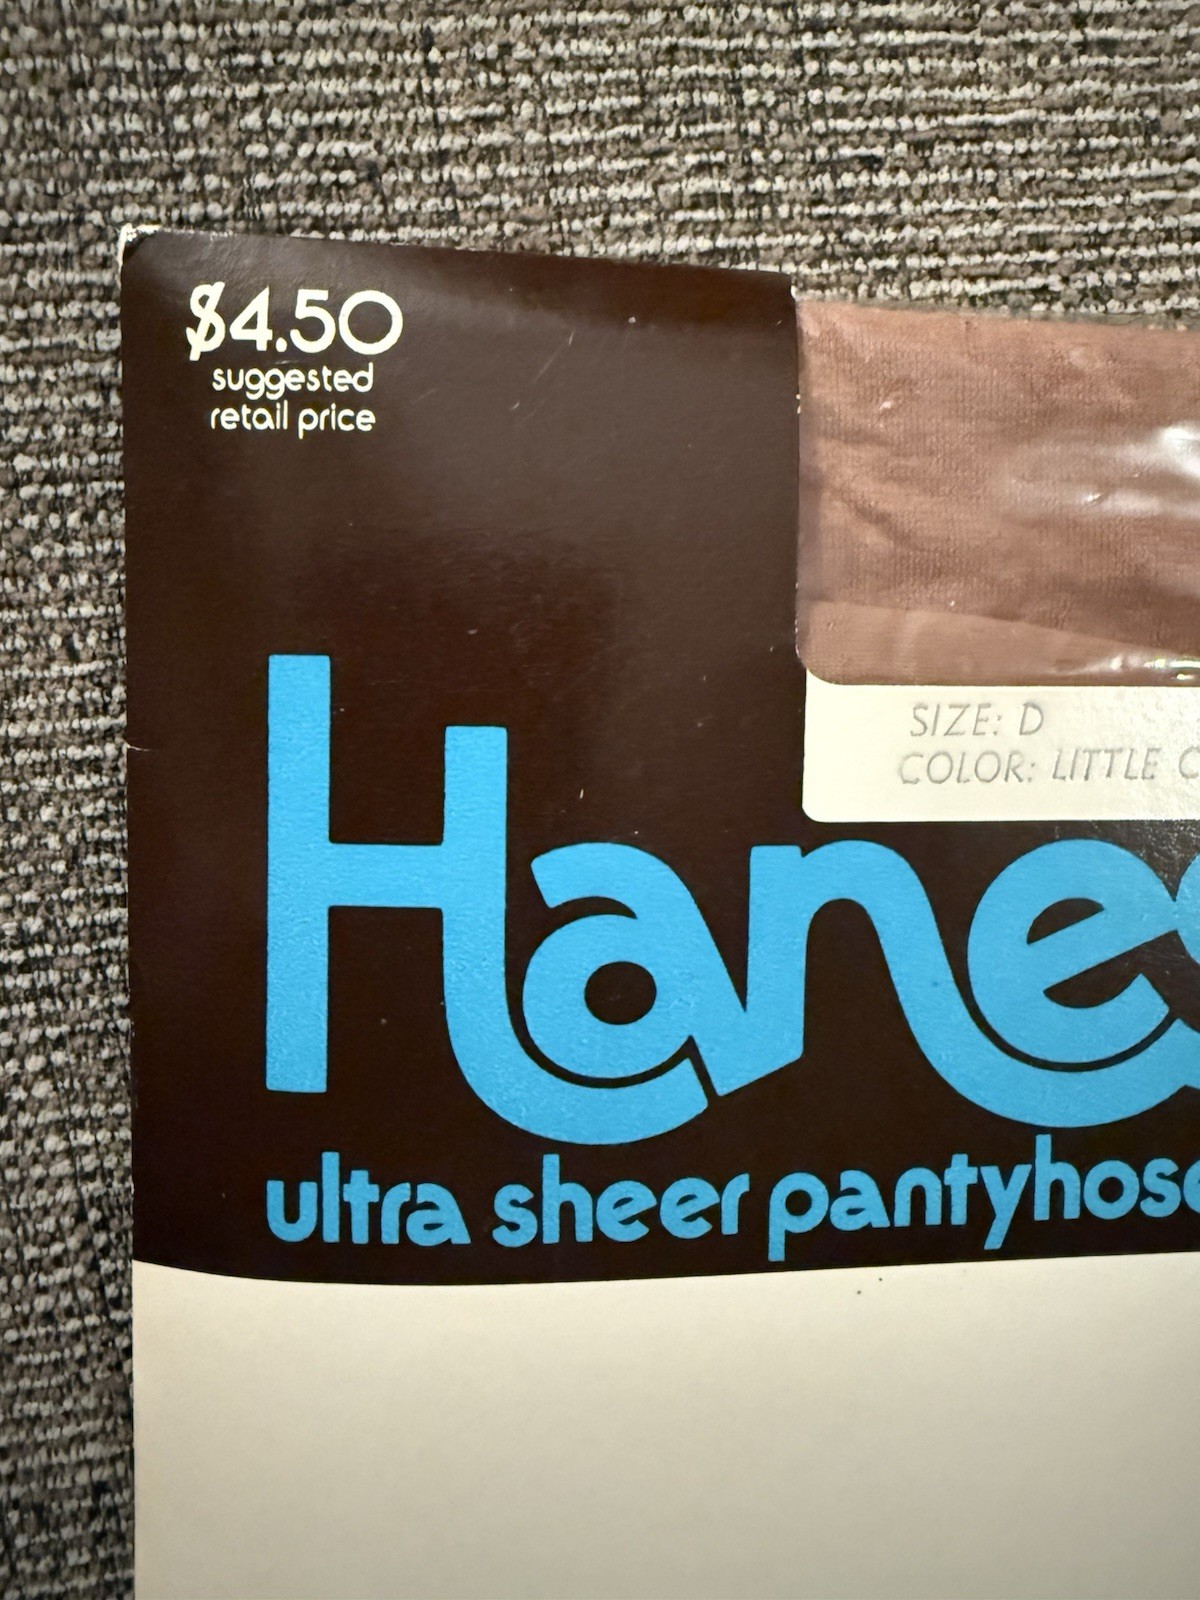 $4.50
suggested
retail price
SIZE: D
COLOR: LITTLE C
Hanes
ultra sheer pantyhose